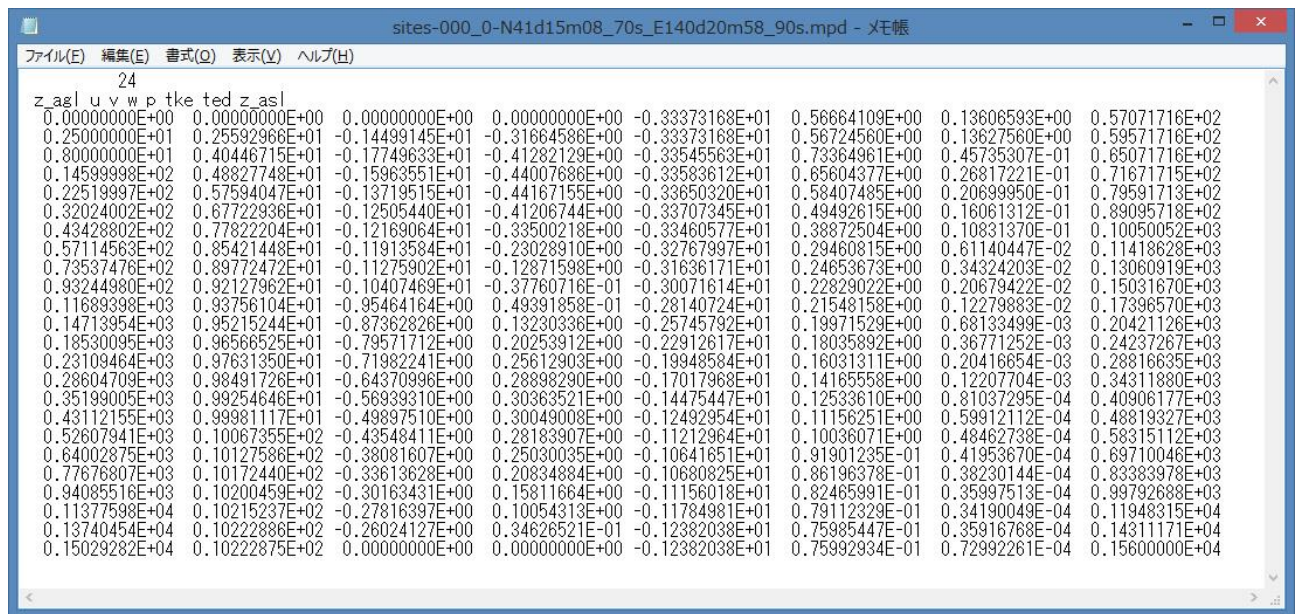 sites-000_0-N41d15m08_70s_E140d20m58_90s.mpd - メモ帳
ファイル(F) 編集(E) 書式(O) 表示(V) ヘルプ(H)
24
z_agl u v w p tke ted z_asl
0.00000000E+00 0.00000000E+00 0.00000000E+00 0.00000000E+00 -0.33373168E+01 0.56664109E+00 0.13606593E+00 0.57071716E+02
0.25000000E+01 0.25592966E+01 -0.14499145E+01 -0.31664586E+00 -0.33373168E+01 0.56724560E+00 0.13627560E+00 0.59571716E+02
0.80000000E+01 0.40446715E+01 -0.17749633E+01 -0.41282129E+00 -0.33545563E+01 0.73364961E+00 0.45735307E-01 0.65071716E+02
0.14599998E+02 0.48827748E+01 -0.15963551E+01 -0.44007686E+00 -0.33583612E+01 0.65604377E+00 0.26817221E-01 0.71671715E+02
0.22519997E+02 0.57594047E+01 -0.13719515E+01 -0.44167155E+00 -0.33650320E+01 0.58407485E+00 0.20699950E-01 0.79591713E+02
0.32024002E+02 0.67722936E+01 -0.12505440E+01 -0.41206744E+00 -0.33707345E+01 0.49492615E+00 0.16061312E-01 0.89095718E+02
0.43428802E+02 0.77822204E+01 -0.12169064E+01 -0.33500218E+00 -0.33460577E+01 0.38872504E+00 0.10831370E-01 0.10050052E+03
0.57114563E+02 0.85421448E+01 -0.11913584E+01 -0.23028910E+00 -0.32767997E+01 0.29460815E+00 0.61140447E-02 0.11418628E+03
0.73537476E+02 0.89772472E+01 -0.11275902E+01 -0.12871598E+00 -0.31636171E+01 0.24653673E+00 0.34324203E-02 0.13060919E+03
0.93244980E+02 0.92127962E+01 -0.10407469E+01 -0.37760716E-01 -0.30071614E+01 0.22829022E+00 0.20679422E-02 0.15031670E+03
0.11689398E+03 0.93756104E+01 -0.95464164E+00 0.49391858E-01 -0.28140724E+01 0.21548158E+00 0.12279883E-02 0.17396570E+03
0.14713954E+03 0.95215244E+01 -0.87362826E+00 0.13230336E+00 -0.25745792E+01 0.19971529E+00 0.68133499E-03 0.20421126E+03
0.18530095E+03 0.96566525E+01 -0.79571712E+00 0.20253912E+00 -0.22912617E+01 0.18035892E+00 0.36771252E-03 0.24237267E+03
0.23109464E+03 0.97631350E+01 -0.71982241E+00 0.25612903E+00 -0.19948584E+01 0.16031311E+00 0.20416654E-03 0.28816635E+03
0.28604709E+03 0.98491726E+01 -0.64370996E+00 0.28898290E+00 -0.17017968E+01 0.14165558E+00 0.12207704E-03 0.34311880E+03
0.35199005E+03 0.99254646E+01 -0.56939310E+00 0.30363521E+00 -0.14475447E+01 0.12533610E+00 0.81037295E-04 0.40906177E+03
0.43112155E+03 0.99981117E+01 -0.49897510E+00 0.30049008E+00 -0.12492954E+01 0.11156251E+00 0.59912112E-04 0.48819327E+03
0.52607941E+03 0.10067355E+02 -0.43548411E+00 0.28183907E+00 -0.11212964E+01 0.10036071E+00 0.48462738E-04 0.58315112E+03
0.64002875E+03 0.10127586E+02 -0.38081607E+00 0.25030035E+00 -0.10641651E+01 0.91901235E-01 0.41953670E-04 0.69710046E+03
0.77676807E+03 0.10172440E+02 -0.33613628E+00 0.20834884E+00 -0.10680825E+01 0.86196378E-01 0.38230144E-04 0.83383978E+03
0.94085516E+03 0.10200459E+02 -0.30163431E+00 0.15811664E+00 -0.11156018E+01 0.82465991E-01 0.35997513E-04 0.99792688E+03
0.11377598E+04 0.10215237E+02 -0.27816397E+00 0.10054313E+00 -0.11784981E+01 0.79112329E-01 0.34190049E-04 0.11948315E+04
0.13740454E+04 0.10222886E+02 -0.26024127E+00 0.34626521E-01 -0.12382038E+01 0.75985447E-01 0.35916768E-04 0.14311171E+04
0.15029282E+04 0.10222875E+02 0.00000000E+00 0.00000000E+00 -0.12382038E+01 0.75992934E-01 0.72992261E-04 0.15600000E+04